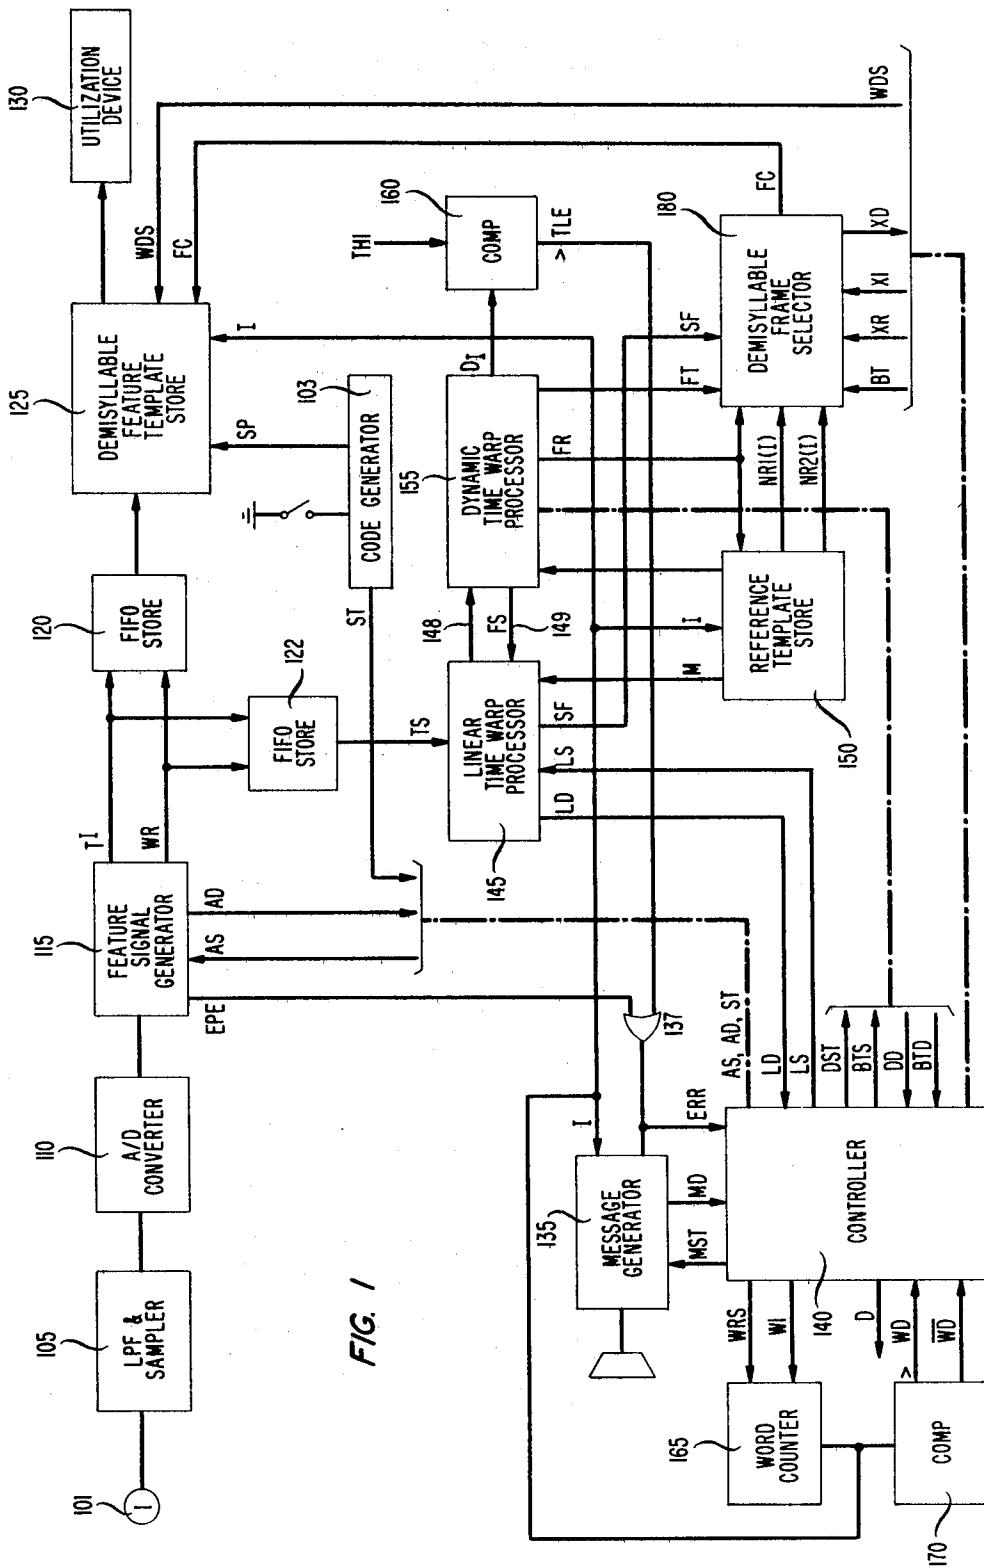 FIG. 1
101
1
105
LPF &
SAMPLER
110
A/D
CONVERTER
115
FEATURE
SIGNAL
GENERATOR
TI
WR
EPE
AS
AD
120
FIFO
STORE
122
FIFO
STORE
125
DEMISYLLABLE
FEATURE
TEMPLATE
STORE
130
UTILIZATION
DEVICE
WDS
FC
I
SP
103
CODE GENERATOR
ST
TS
145
LINEAR
TIME WARP
PROCESSOR
148
FS
149
155
DYNAMIC
TIME WARP
PROCESSOR
DI
THI
160
COMP
> TLE
LD
LS
SF
M
I
FR
FT
SF
150
REFERENCE
TEMPLATE
STORE
NR1(I)
NR2(I)
180
DEMISYLLABLE
FRAME
SELECTOR
FC
BT
XR
XI
XD
WDS
137
I
135
MESSAGE
GENERATOR
ERR
MD
MST
AS, AD, ST
LD
LS
DST
BTS
DD
BTD
140
CONTROLLER
WRS
WI
D
> WD
WD
165
WORD
COUNTER
170
COMP